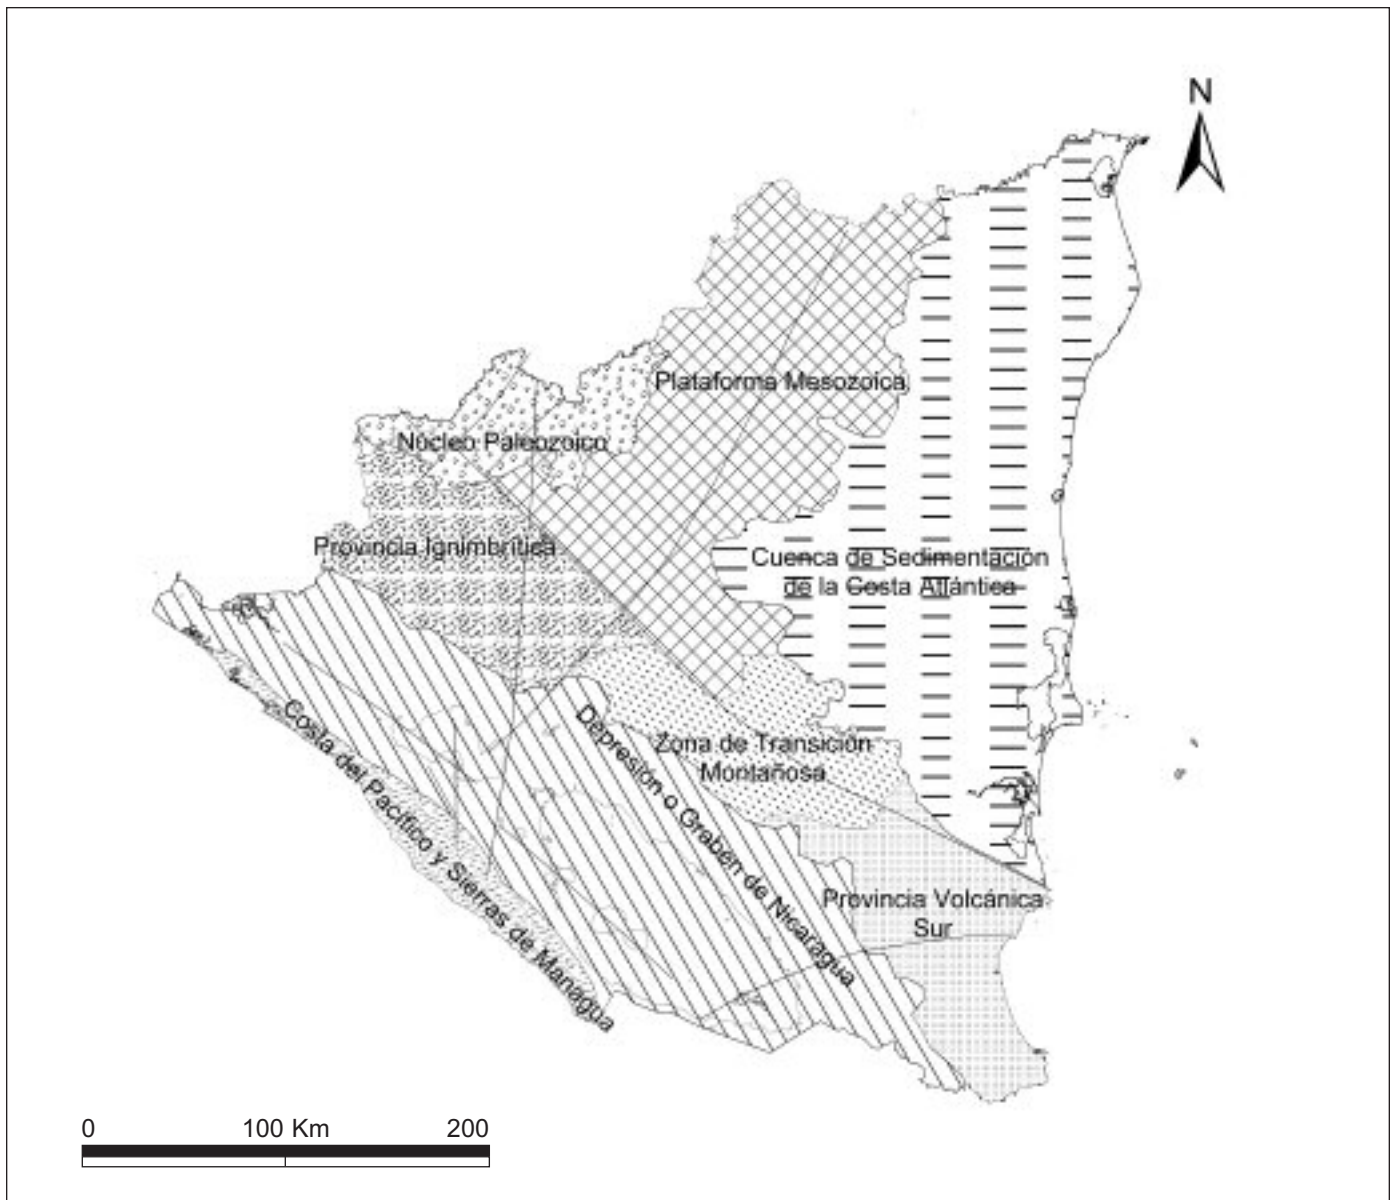 N
Plataforma Mesozoica
Núcleo Paleozoico
Provincia Ignimbrítica
Cuenca de Sedimentación
de la Costa Atlántica
Costa del Pacífico y Sierras de Managua
Depresión o Graben de Nicaragua
Zona de Transición
Montañosa
Provincia Volcánica
Sur
0 100 Km 200